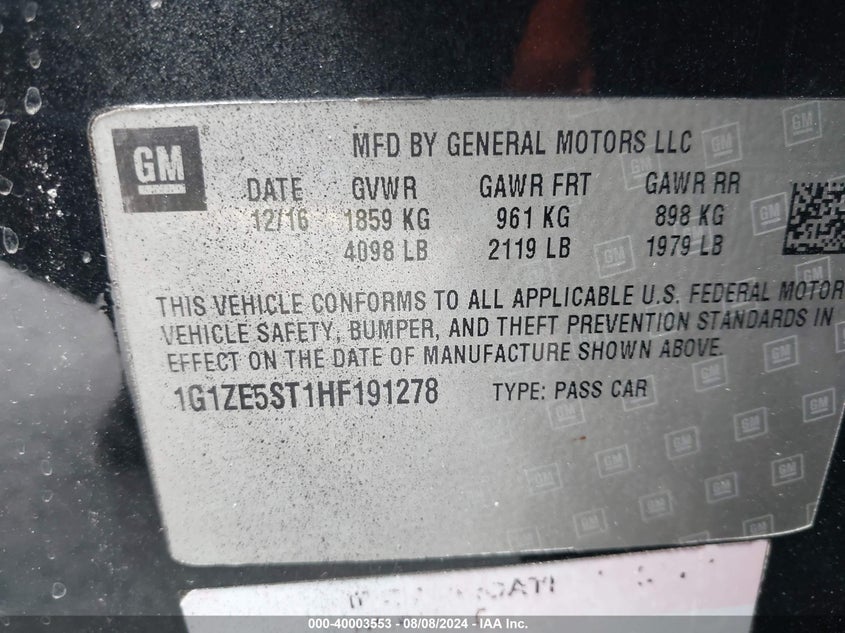 GM
MFD BY GENERAL MOTORS LLC
DATE GVWR GAWR FRT GAWR RR
12/16 1859 KG 961 KG 898 KG
4098 LB 2119 LB 1979 LB
THIS VEHICLE CONFORMS TO ALL APPLICABLE U.S. FEDERAL MOTOR
VEHICLE SAFETY, BUMPER, AND THEFT PREVENTION STANDARDS IN
EFFECT ON THE DATE OF MANUFACTURE SHOWN ABOVE.
1G1ZE5ST1HF191278 TYPE: PASS CAR
000-40003553 - 08/08/2024 - IAA Inc.